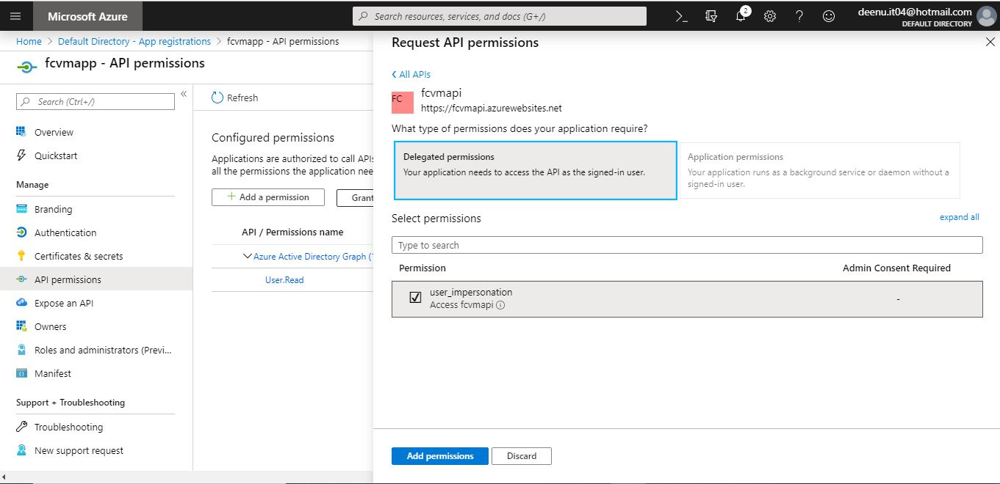 Microsoft Azure
Search resources, services, and docs (G+/)
2
deenu.it04@hotmail.com
DEFAULT DIRECTORY
Home > Default Directory - App registrations > fcvmapp - API permissions
fcvmapp - API permissions
Search (Ctrl+/)
«
Overview
Quickstart
Manage
Branding
Authentication
Certificates & secrets
API permissions
Expose an API
Owners
Roles and administrators (Previ...
Manifest
Support + Troubleshooting
Troubleshooting
New support request
Refresh
Configured permissions
Applications are authorized to call APIs
all the permissions the application nee
+ Add a permission
Grant
API / Permissions name
Azure Active Directory Graph (
User.Read
Request API permissions
All APIs
FC
fcvmapi
https://fcvmapi.azurewebsites.net
What type of permissions does your application require?
Delegated permissions
Your application needs to access the API as the signed-in user.
Application permissions
Your application runs as a background service or daemon without a
signed-in user.
Select permissions
expand all
Type to search
Permission
Admin Consent Required
user_impersonation
Access fcvmapi
-
Add permissions
Discard